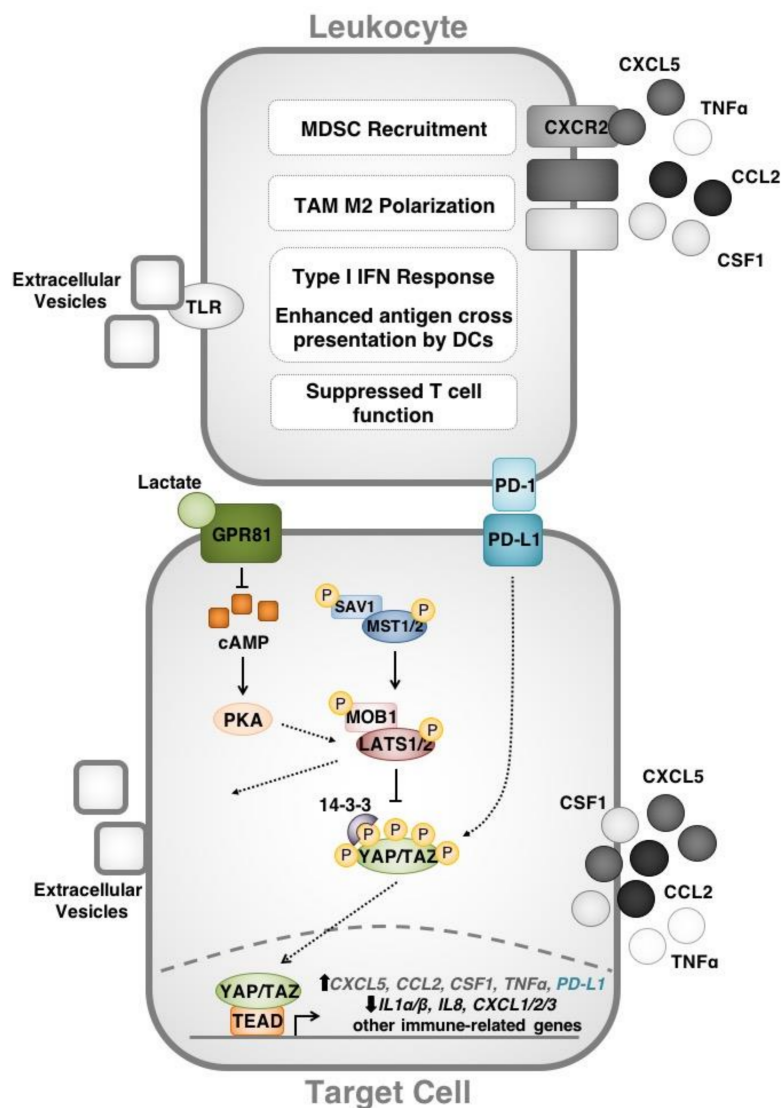 Leukocyte
CXCL5
TNFα
MDSC Recruitment
CXCR2
CCL2
TAM M2 Polarization
CSF1
Extracellular
Vesicles
TLR
Type I IFN Response
Enhanced antigen cross
presentation by DCs
Suppressed T cell
function
Lactate
PD-1
GPR81
PD-L1
P
SAV1
P
MST1/2
cAMP
P
MOB1
P
LATS1/2
PKA
14-3-3
P
P
P
P
P
YAP/TAZ
CSF1
CXCL5
CCL2
TNFα
Extracellular
Vesicles
YAP/TAZ
TEAD
CXCL5, CCL2, CSF1, TNFα, PD-L1
IL1α/β, IL8, CXCL1/2/3
other immune-related genes
Target Cell